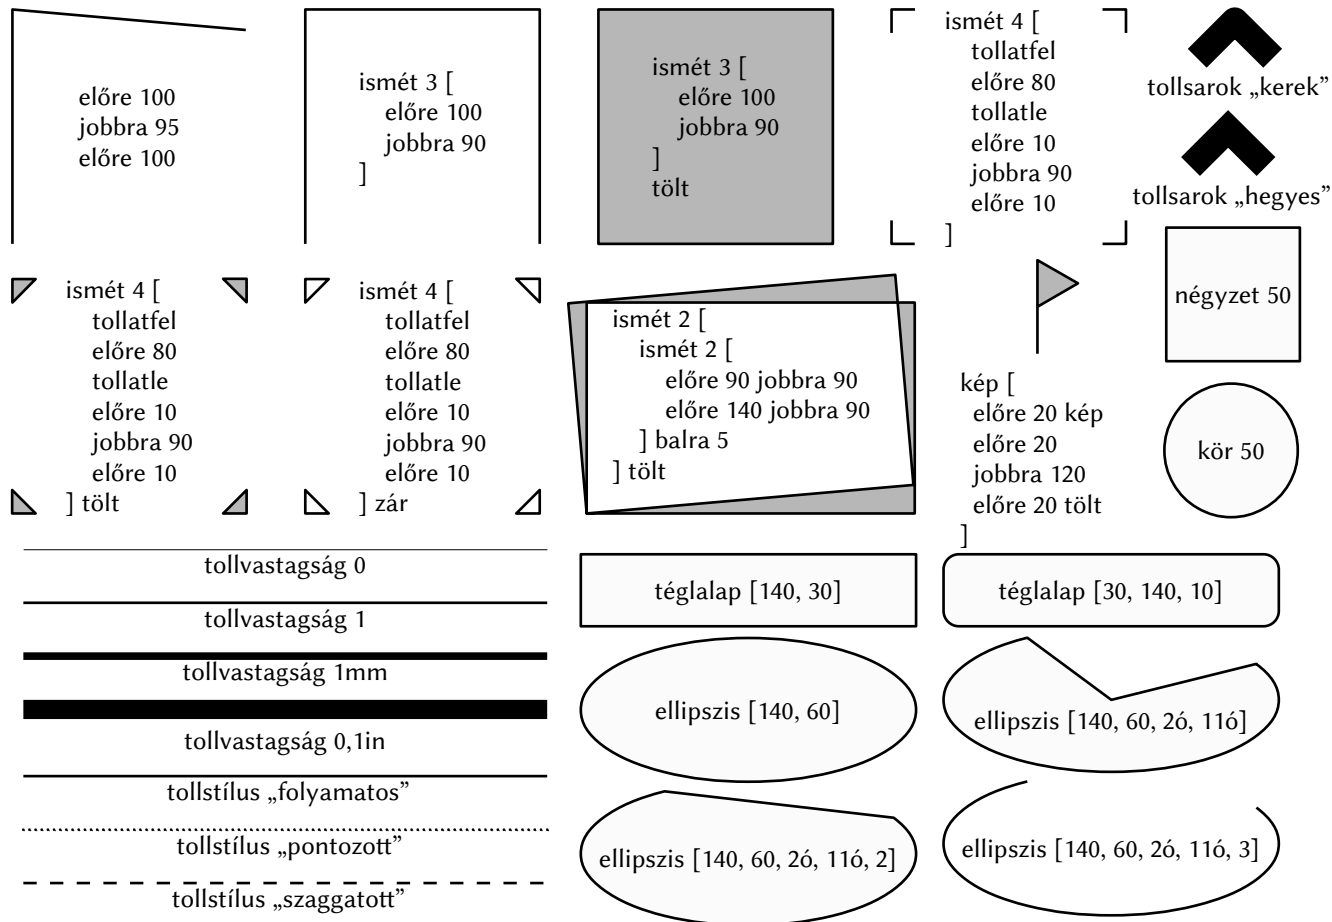 előre 100
jobbra 95
előre 100
ismét 3 [
előre 100
jobbra 90
]
ismét 3 [
előre 100
jobbra 90
]
tölt
ismét 4 [
tollatfel
előre 80
tollatle
előre 10
jobbra 90
előre 10
]
tollsarok „kerek”
tollsarok „hegyes”
ismét 4 [
tollatfel
előre 80
tollatle
előre 10
jobbra 90
előre 10
] tölt
ismét 4 [
tollatfel
előre 80
tollatle
előre 10
jobbra 90
előre 10
] zár
ismét 2 [
ismét 2 [
előre 90 jobbra 90
előre 140 jobbra 90
] balra 5
] tölt
kép [
előre 20 kép
előre 20
jobbra 120
előre 20 tölt
]
négyzet 50
kör 50
tollvastagság 0
tollvastagság 1
tollvastagság 1mm
tollvastagság 0,1in
tollstílus „folyamatos”
tollstílus „pontozott”
tollstílus „szaggatott”
téglalap [140, 30]
téglalap [30, 140, 10]
ellipszis [140, 60]
ellipszis [140, 60, 2ó, 11ó]
ellipszis [140, 60, 2ó, 11ó, 2]
ellipszis [140, 60, 2ó, 11ó, 3]